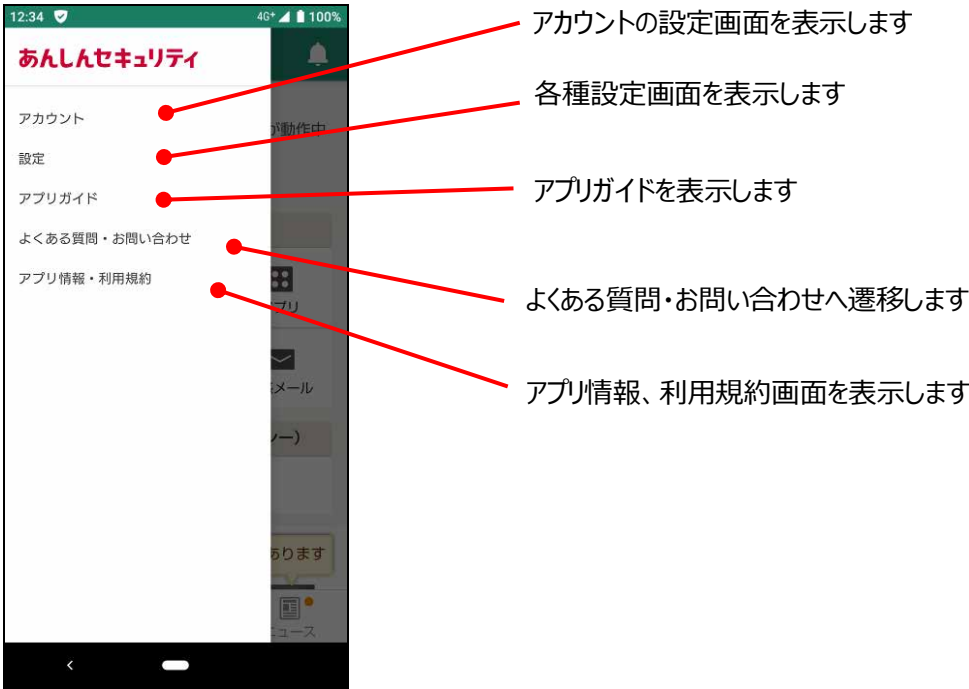 12:34
4G+ 100%
あんしんセキュリティ
アカウント
設定
アプリガイド
よくある質問・お問い合わせ
アプリ情報・利用規約
が動作中
プリ
メール
ー)
あります
ニュース
アカウントの設定画面を表示します
各種設定画面を表示します
アプリガイドを表示します
よくある質問・お問い合わせへ遷移します
アプリ情報、利用規約画面を表示します